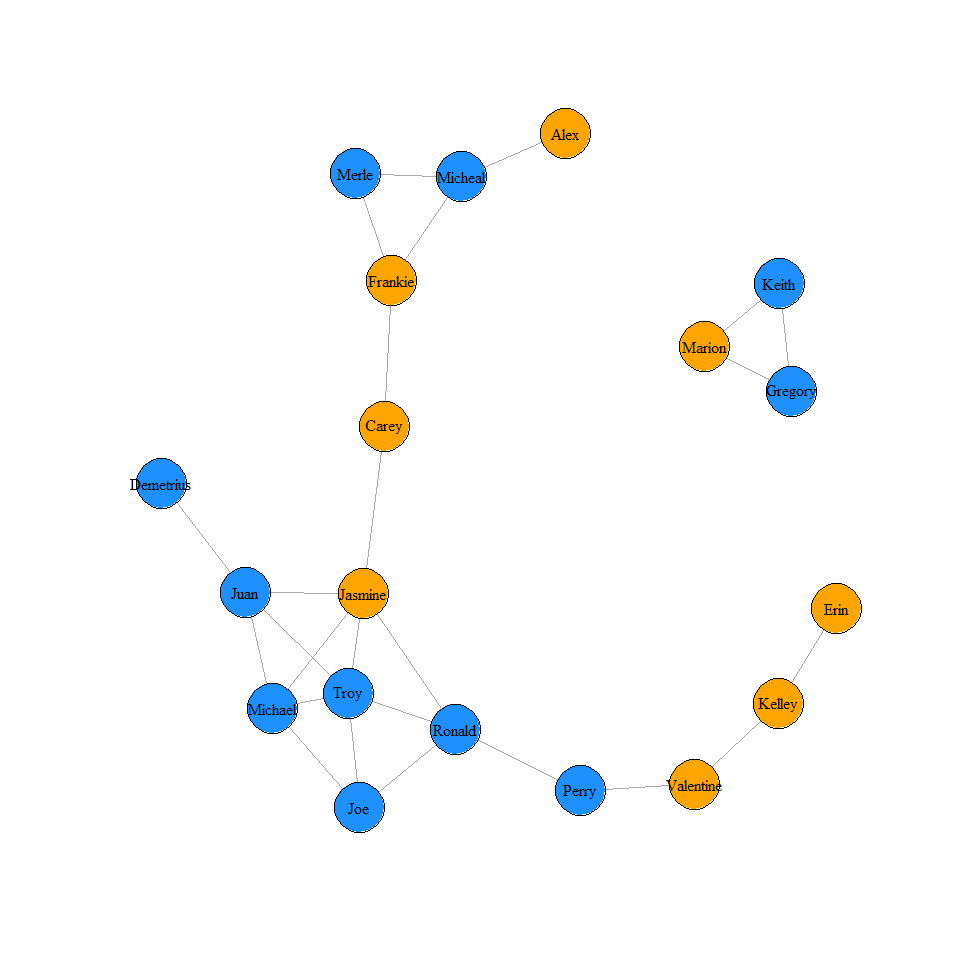 Alex
Merle
Micheal
Frankie
Keith
Marion
Gregory
Carey
Demetrius
Juan
Jasmine
Erin
Troy
Michael
Kelley
Ronald
Valentine
Perry
Joe